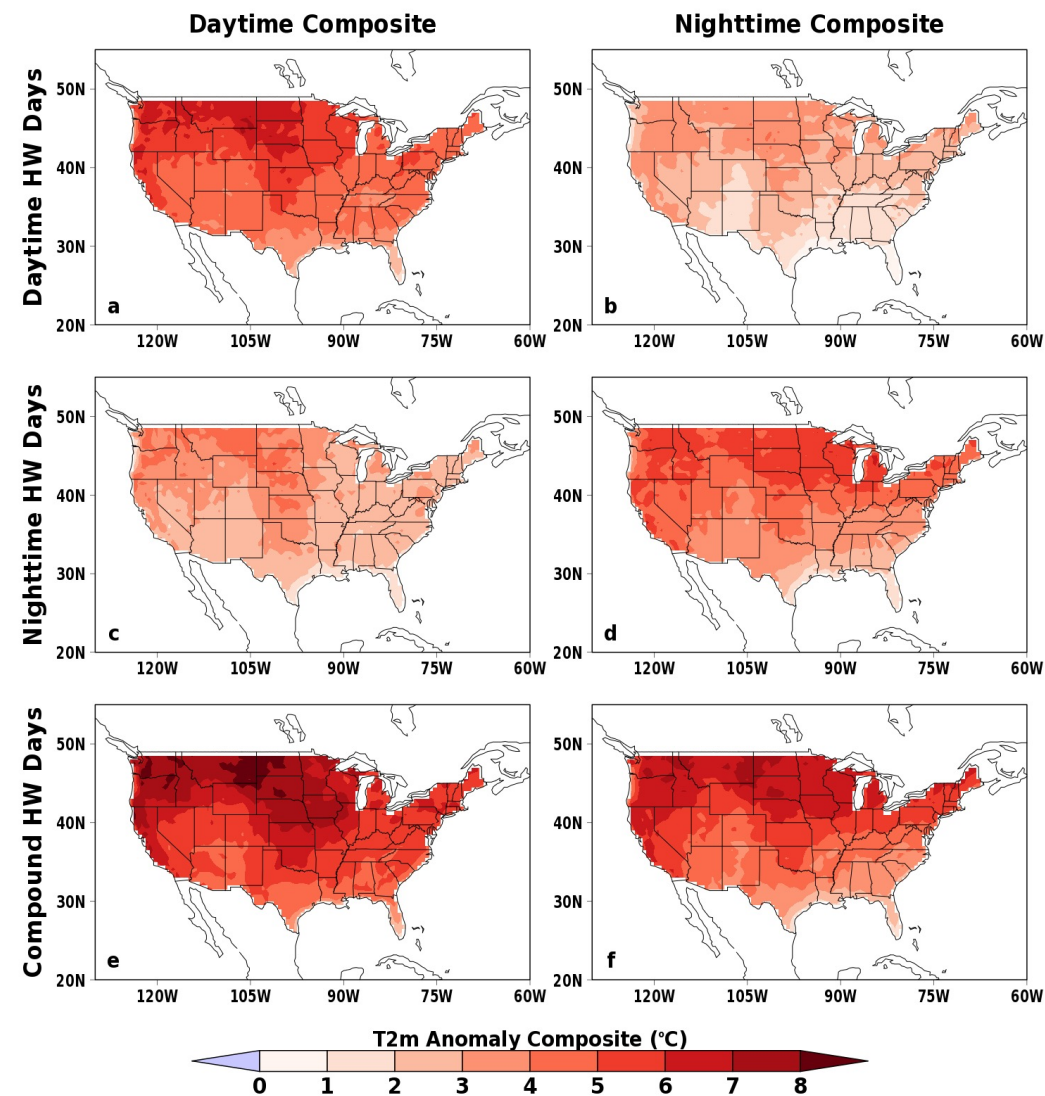 Daytime Composite
Nighttime Composite
Daytime HW Days
50N
40N
30N
20N
a
120W 105W 90W 75W 60W
50N
40N
30N
20N
b
120W 105W 90W 75W 60W
Nighttime HW Days
50N
40N
30N
20N
c
120W 105W 90W 75W 60W
50N
40N
30N
20N
d
120W 105W 90W 75W 60W
Compound HW Days
50N
40N
30N
20N
e
120W 105W 90W 75W 60W
50N
40N
30N
20N
f
120W 105W 90W 75W 60W
T2m Anomaly Composite (°C)
0 1 2 3 4 5 6 7 8